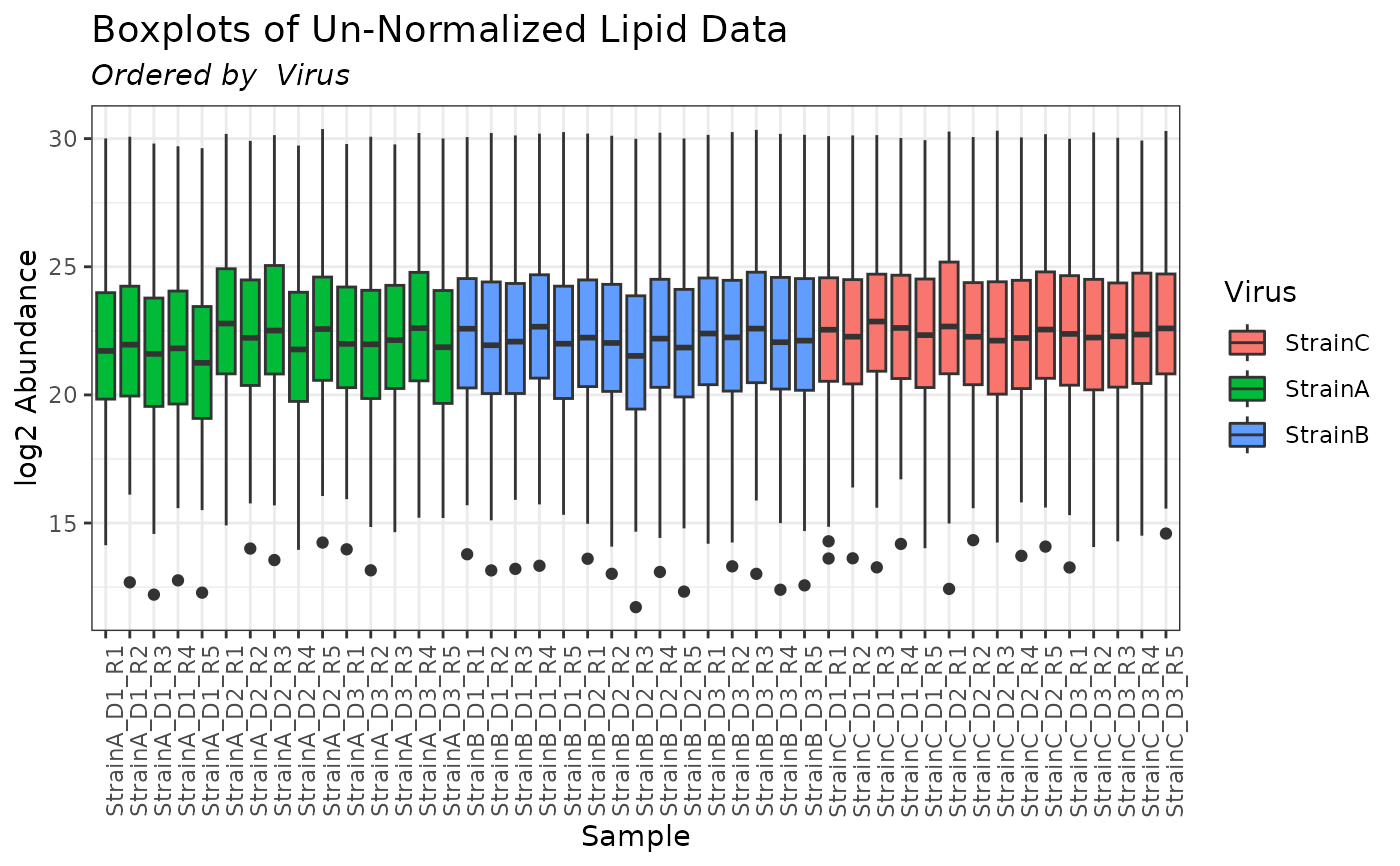 Boxplots of Un-Normalized Lipid Data
Ordered by  Virus
log2 Abundance
30
25
20
15
StrainA_D1_R1
StrainA_D1_R2
StrainA_D1_R3
StrainA_D1_R4
StrainA_D1_R5
StrainA_D2_R1
StrainA_D2_R2
StrainA_D2_R3
StrainA_D2_R4
StrainA_D2_R5
StrainA_D3_R1
StrainA_D3_R2
StrainA_D3_R3
StrainA_D3_R4
StrainA_D3_R5
StrainB_D1_R1
StrainB_D1_R2
StrainB_D1_R3
StrainB_D1_R4
StrainB_D1_R5
StrainB_D2_R1
StrainB_D2_R2
StrainB_D2_R3
StrainB_D2_R4
StrainB_D2_R5
StrainB_D3_R1
StrainB_D3_R2
StrainB_D3_R3
StrainB_D3_R4
StrainB_D3_R5
StrainC_D1_R1
StrainC_D1_R2
StrainC_D1_R3
StrainC_D1_R4
StrainC_D1_R5
StrainC_D2_R1
StrainC_D2_R2
StrainC_D2_R3
StrainC_D2_R4
StrainC_D2_R5
StrainC_D3_R1
StrainC_D3_R2
StrainC_D3_R3
StrainC_D3_R4
StrainC_D3_R5
Sample
Virus
StrainC
StrainA
StrainB